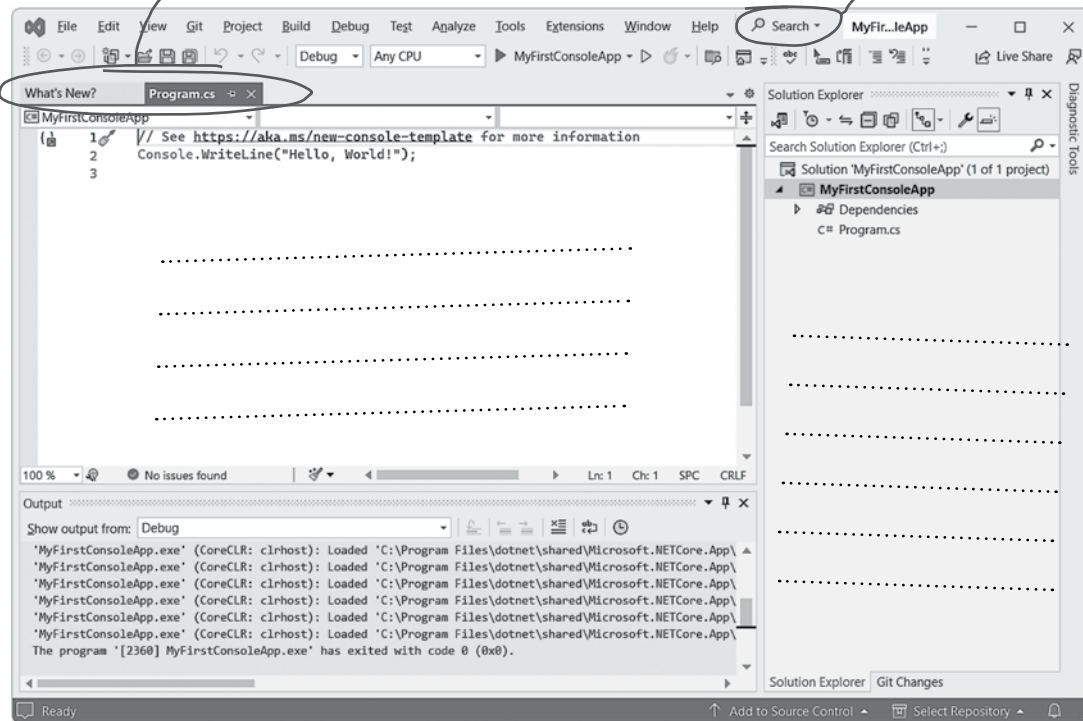 File Edit View Git Project Build Debug Test Analyze Tools Extensions Window Help Search MyFir...leApp
Debug Any CPU MyFirstConsoleApp Live Share
What's New? Program.cs
MyFirstConsoleApp
1 // See https://aka.ms/new-console-template for more information
2 Console.WriteLine("Hello, World!");
3
100 % No issues found Ln: 1 Ch: 1 SPC CRLF
Output
Show output from: Debug
'MyFirstConsoleApp.exe' (CoreCLR: clrhost): Loaded 'C:\Program Files\dotnet\shared\Microsoft.NETCore.App\
'MyFirstConsoleApp.exe' (CoreCLR: clrhost): Loaded 'C:\Program Files\dotnet\shared\Microsoft.NETCore.App\
'MyFirstConsoleApp.exe' (CoreCLR: clrhost): Loaded 'C:\Program Files\dotnet\shared\Microsoft.NETCore.App\
'MyFirstConsoleApp.exe' (CoreCLR: clrhost): Loaded 'C:\Program Files\dotnet\shared\Microsoft.NETCore.App\
'MyFirstConsoleApp.exe' (CoreCLR: clrhost): Loaded 'C:\Program Files\dotnet\shared\Microsoft.NETCore.App\
'MyFirstConsoleApp.exe' (CoreCLR: clrhost): Loaded 'C:\Program Files\dotnet\shared\Microsoft.NETCore.App\
The program '[2360] MyFirstConsoleApp.exe' has exited with code 0 (0x0).
Solution Explorer
Search Solution Explorer (Ctrl+;)
Solution 'MyFirstConsoleApp' (1 of 1 project)
C# MyFirstConsoleApp
Dependencies
C# Program.cs
Solution Explorer Git Changes
Diagnostic Tools
Ready Add to Source Control Select Repository